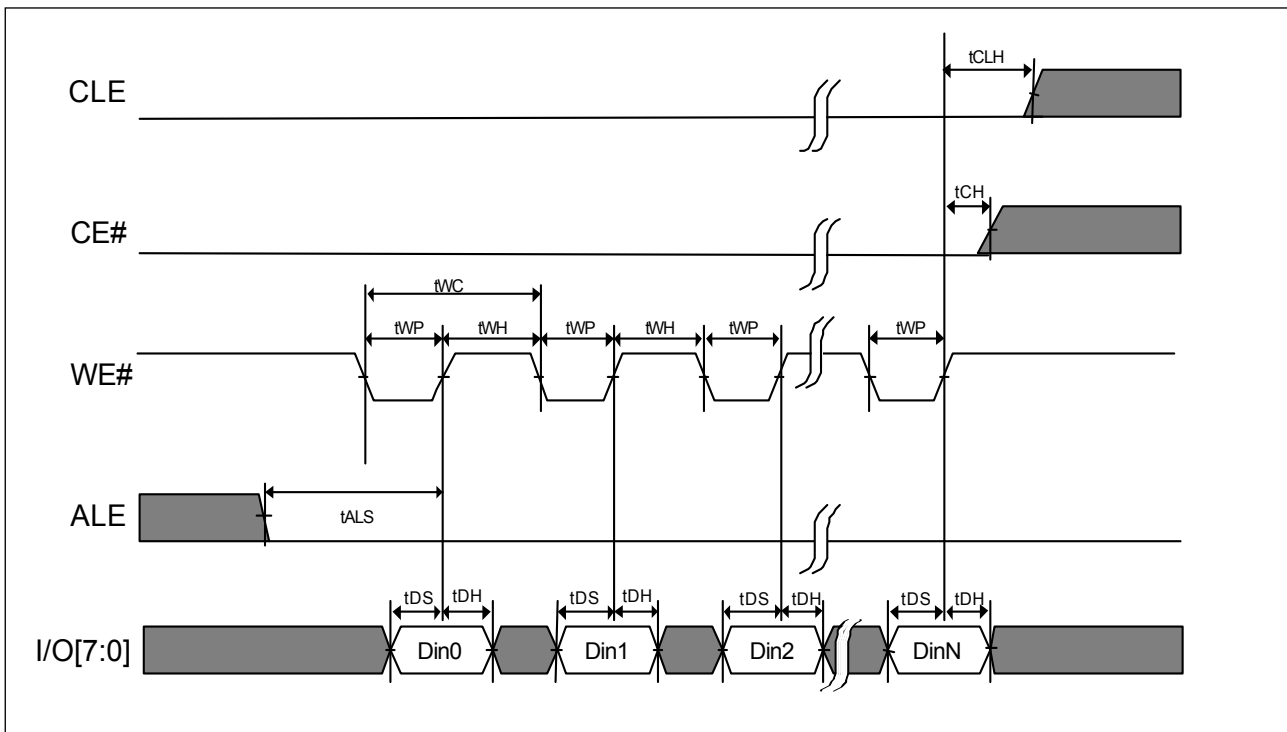 CLE
tCLH
CE#
tCH
tWC
tWP tWH tWP tWH tWP tWP
WE#
ALE
tALS
tDS tDH tDS tDH tDS tDH tDS tDH
I/O[7:0]
Din0 Din1 Din2 DinN